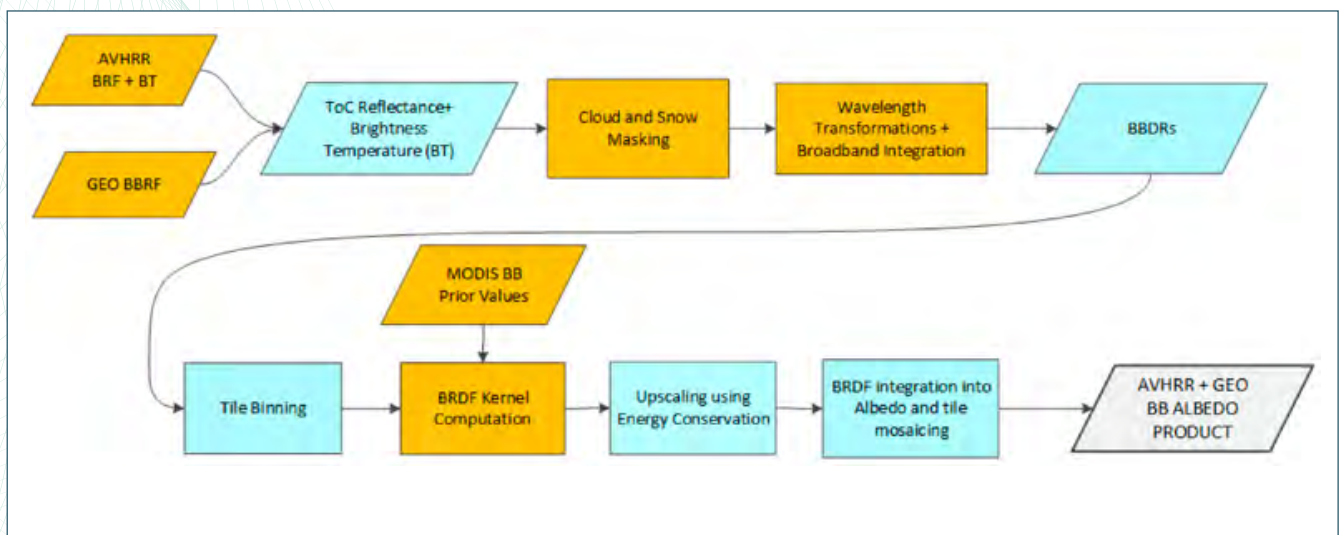 AVHRR
BRF + BT
GEO BBRF
ToC Reflectance+
Brightness
Temperature (BT)
Cloud and Snow
Masking
Wavelength
Transformations +
Broadband Integration
BBDRs
MODIS BB
Prior Values
Tile Binning
BRDF Kernel
Computation
Upscaling using
Energy Conservation
BRDF integration into
Albedo and tile
mosaicing
AVHRR + GEO
BB ALBEDO
PRODUCT